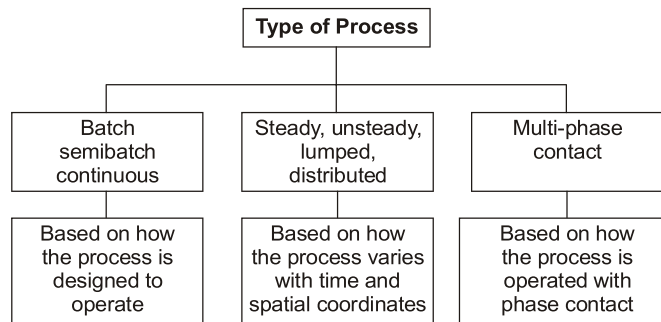 Type of Process
Batch
semibatch
continuous
Steady, unsteady,
lumped,
distributed
Multi-phase
contact
Based on how
the process is
designed to
operate
Based on how
the process varies
with time and
spatial coordinates
Based on how
the process is
operated with
phase contact